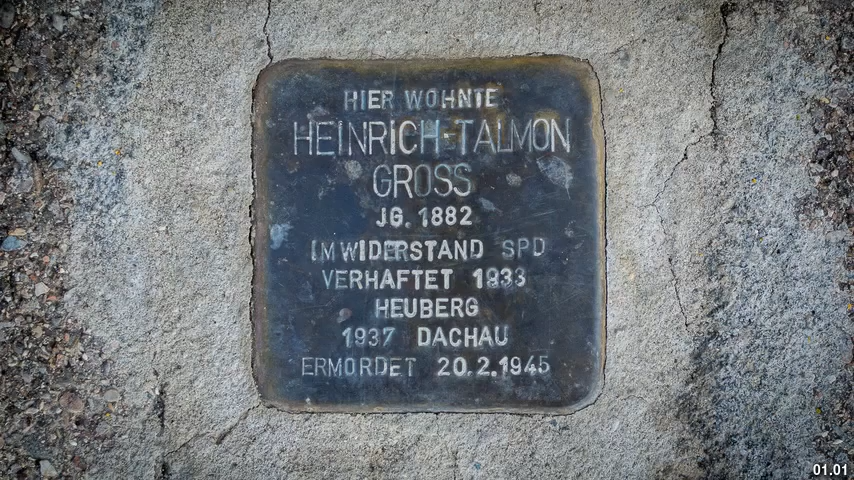 HIER WOHNTE
HEINRICH-TALMON
GROSS
JG. 1882
IM WIDERSTAND SPD
VERHAFTET 1933
HEUBERG
1937 DACHAU
ERMORDET 20.2.1945
01.01